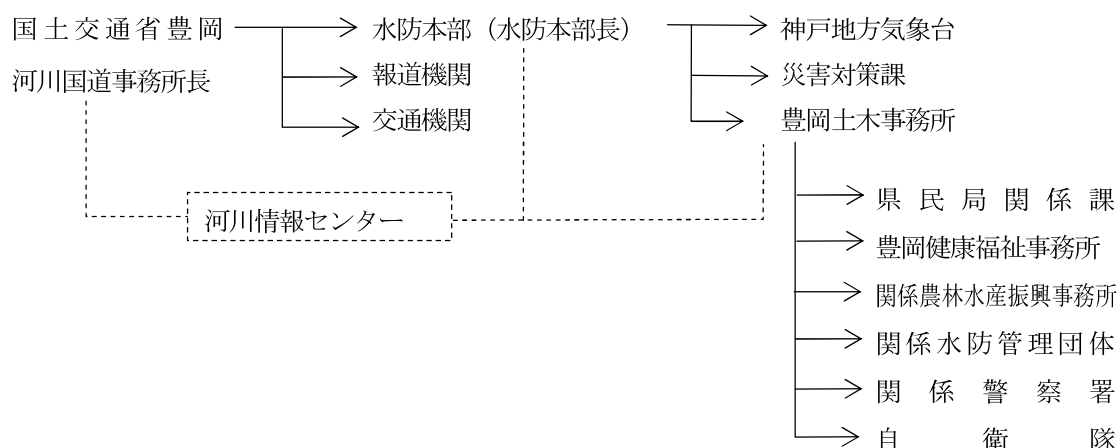 国土交通省豊岡
河川国道事務所長
水防本部（水防本部長）
報道機関
交通機関
神戸地方気象台
災害対策課
豊岡土木事務所
河川情報センター
県民局関係課
豊岡健康福祉事務所
関係農林水産振興事務所
関係水防管理団体
関係警察署
自衛隊